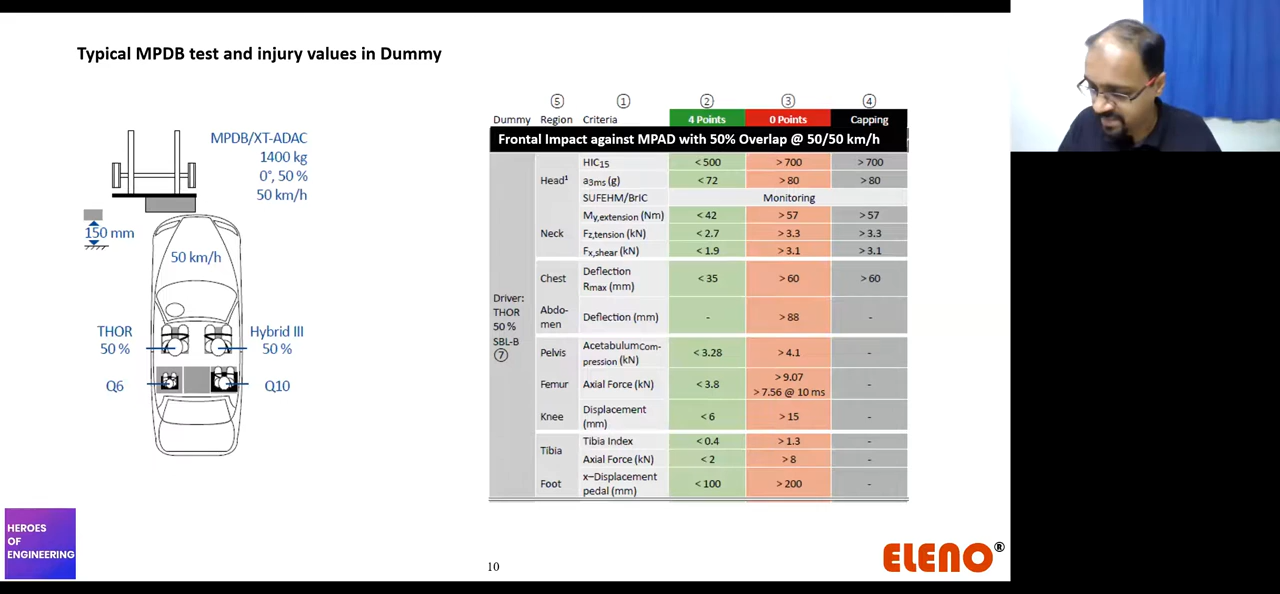 Typical MPDB test and injury values in Dummy
MPDB/XT-ADAC
1400 kg
0°, 50 %
50 km/h
150 mm
50 km/h
THOR
50 %
Hybrid III
50 %
Q6
Q10
⑤ ① ② ③ ④
Dummy Region Criteria 4 Points 0 Points Capping
Frontal Impact against MPAD with 50% Overlap @ 50/50 km/h
Driver:
THOR
50 %
SBL-B
⑦
Head¹
HIC15 < 500 > 700 > 700
a3ms (g) < 72 > 80 > 80
SUFEHM/BrIC Monitoring
Neck
My,extension (Nm) < 42 > 57 > 57
Fz,tension (kN) < 2.7 > 3.3 > 3.3
Fx,shear (kN) < 1.9 > 3.1 > 3.1
Chest
Deflection
Rmax (mm) < 35 > 60 > 60
Abdo-
men
Deflection (mm) - > 88 -
Pelvis
AcetabulumCom-
pression (kN) < 3.28 > 4.1 -
Femur
Axial Force (kN) < 3.8 > 9.07
> 7.56 @ 10 ms -
Knee
Displacement
(mm) < 6 > 15 -
Tibia
Tibia Index < 0.4 > 1.3 -
Axial Force (kN) < 2 > 8 -
Foot
x–Displacement
pedal (mm) < 100 > 200 -
HEROES
OF
ENGINEERING
10
ELENO®